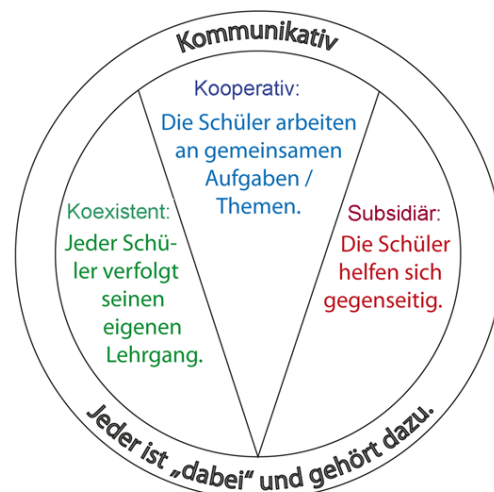 Kommunikativ
Kooperativ:
Die Schüler arbeiten
an gemeinsamen
Aufgaben /
Themen.
Koexistent:
Jeder Schü-
ler verfolgt
seinen
eigenen
Lehrgang.
Subsidiär:
Die Schüler
helfen sich
gegenseitig.
Jeder ist „dabei“ und gehört dazu.